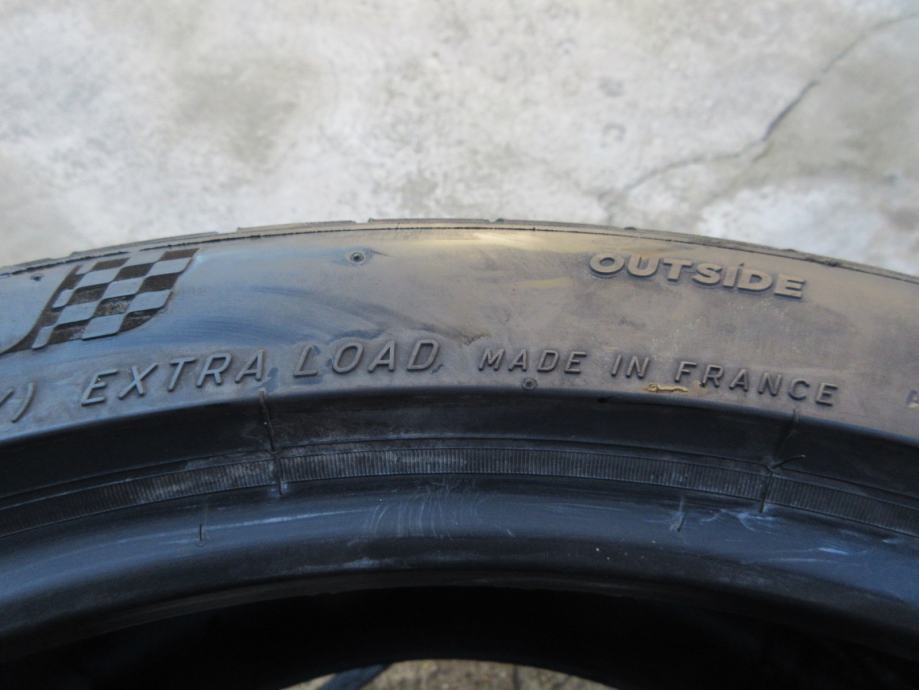 OUTSIDE
Y) EXTRA LOAD MADE IN FRANCE